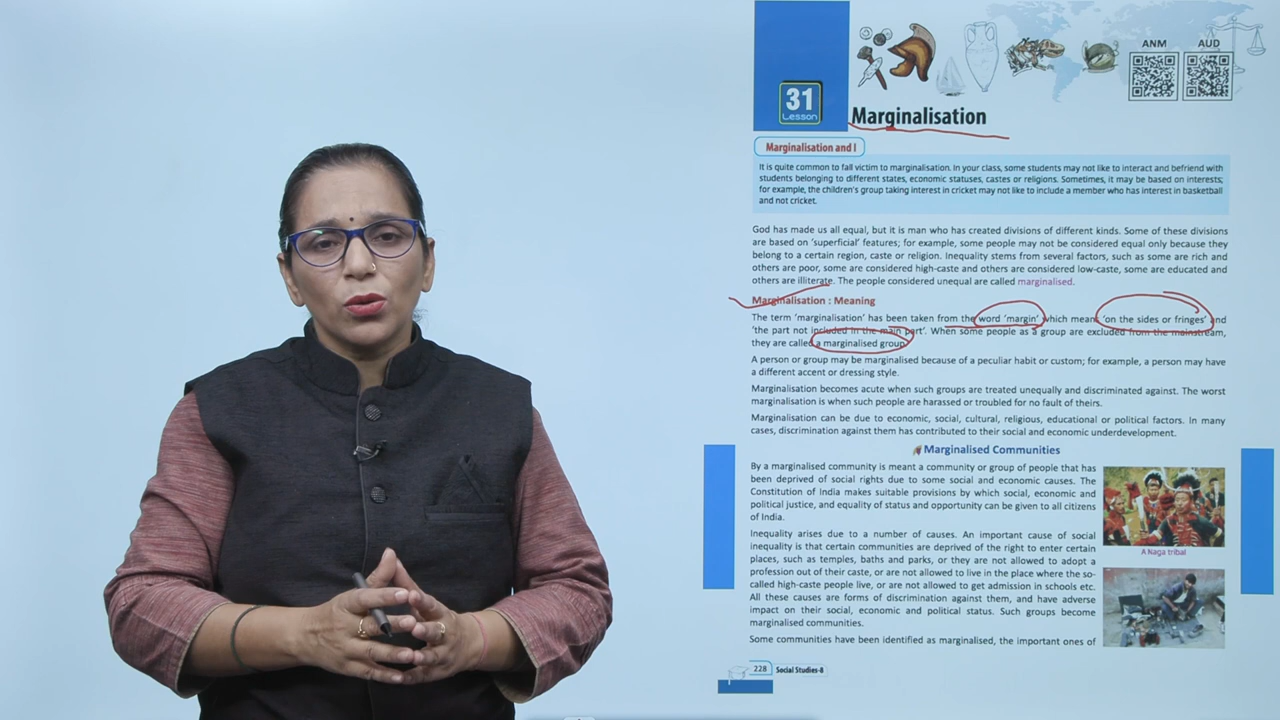 ANM AUD
31
Lesson
Marginalisation
Marginalisation and I
It is quite common to fall victim to marginalisation. In your class, some students may not like to interact and befriend with
students belonging to different states, economic statuses, castes or religions. Sometimes, it may be based on interests;
for example, the children's group taking interest in cricket may not like to include a member who has interest in basketball
and not cricket.
God has made us all equal, but it is man who has created divisions of different kinds. Some of these divisions
are based on 'superficial' features; for example, some people may not be considered equal only because they
belong to a certain region, caste or religion. Inequality stems from several factors, such as some are rich and
others are poor, some are considered high-caste and others are considered low-caste, some are educated and
others are illiterate. The people considered unequal are called marginalised.
Marginalisation : Meaning
The term 'marginalisation' has been taken from the word 'margin' which means 'on the sides or fringes' and
'the part not included in the main part'. When some people as a group are excluded from the mainstream,
they are called a marginalised group.
A person or group may be marginalised because of a peculiar habit or custom; for example, a person may have
a different accent or dressing style.
Marginalisation becomes acute when such groups are treated unequally and discriminated against. The worst
marginalisation is when such people are harassed or troubled for no fault of theirs.
Marginalisation can be due to economic, social, cultural, religious, educational or political factors. In many
cases, discrimination against them has contributed to their social and economic underdevelopment.
Marginalised Communities
By a marginalised community is meant a community or group of people that has
been deprived of social rights due to some social and economic causes. The
Constitution of India makes suitable provisions by which social, economic and
political justice, and equality of status and opportunity can be given to all citizens
of India.
Inequality arises due to a number of causes. An important cause of social
inequality is that certain communities are deprived of the right to enter certain
places, such as temples, baths and parks, or they are not allowed to adopt a
profession out of their caste, or are not allowed to live in the place where the so-
called high-caste people live, or are not allowed to get admission in schools etc.
All these causes are forms of discrimination against them, and have adverse
impact on their social, economic and political status. Such groups become
marginalised communities.
Some communities have been identified as marginalised, the important ones of
A Naga tribal
228 Social Studies-8